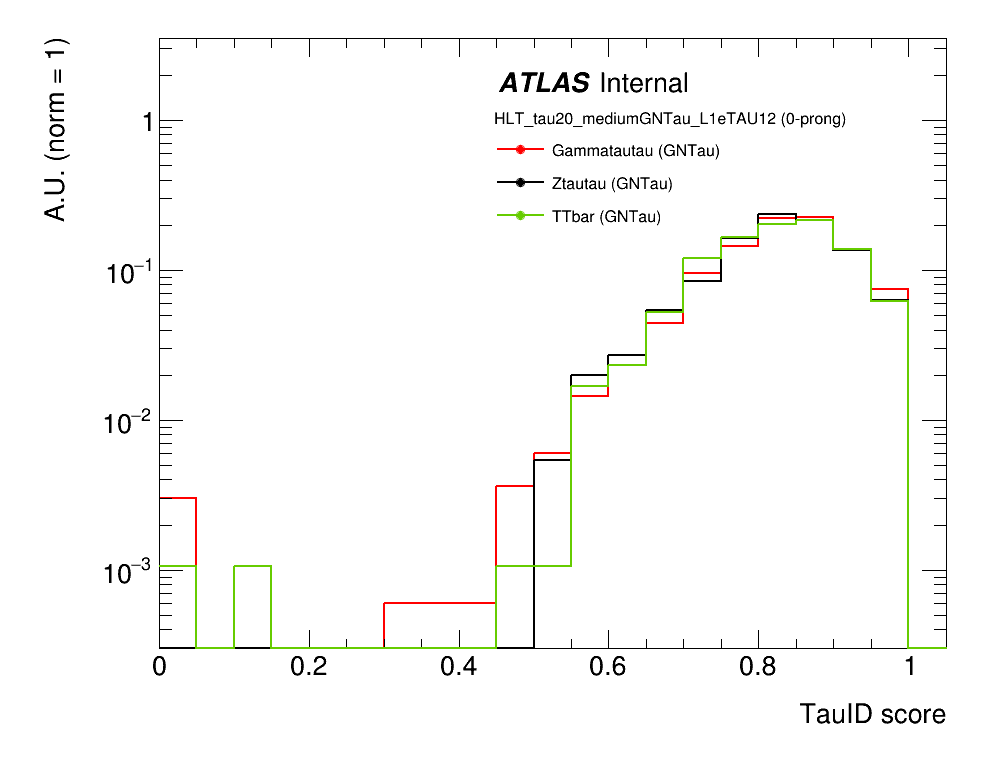 A.U. (norm = 1)
ATLAS Internal
HLT_tau20_mediumGNTau_L1eTAU12 (0-prong)
Gammatautau (GNTau)
Ztautau (GNTau)
TTbar (GNTau)
1
10⁻¹
10⁻²
10⁻³
0 0.2 0.4 0.6 0.8 1
TauID score